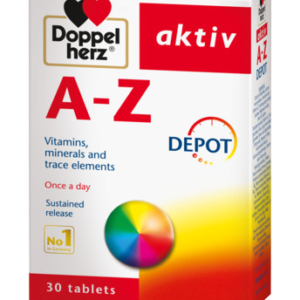 Doppel
herz®
aktiv
A-Z
Vitamins,
minerals and
trace elements
DEPOT
Once a day
Sustained
release
No 1
30 tablets
aktiv
A-Z
DEPOT